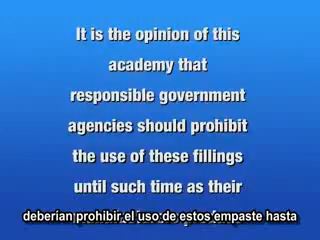 It is the opinion of this
academy that
responsible government
agencies should prohibit
the use of these fillings
until such time as their
deberían prohibir el uso de estos empaste hasta